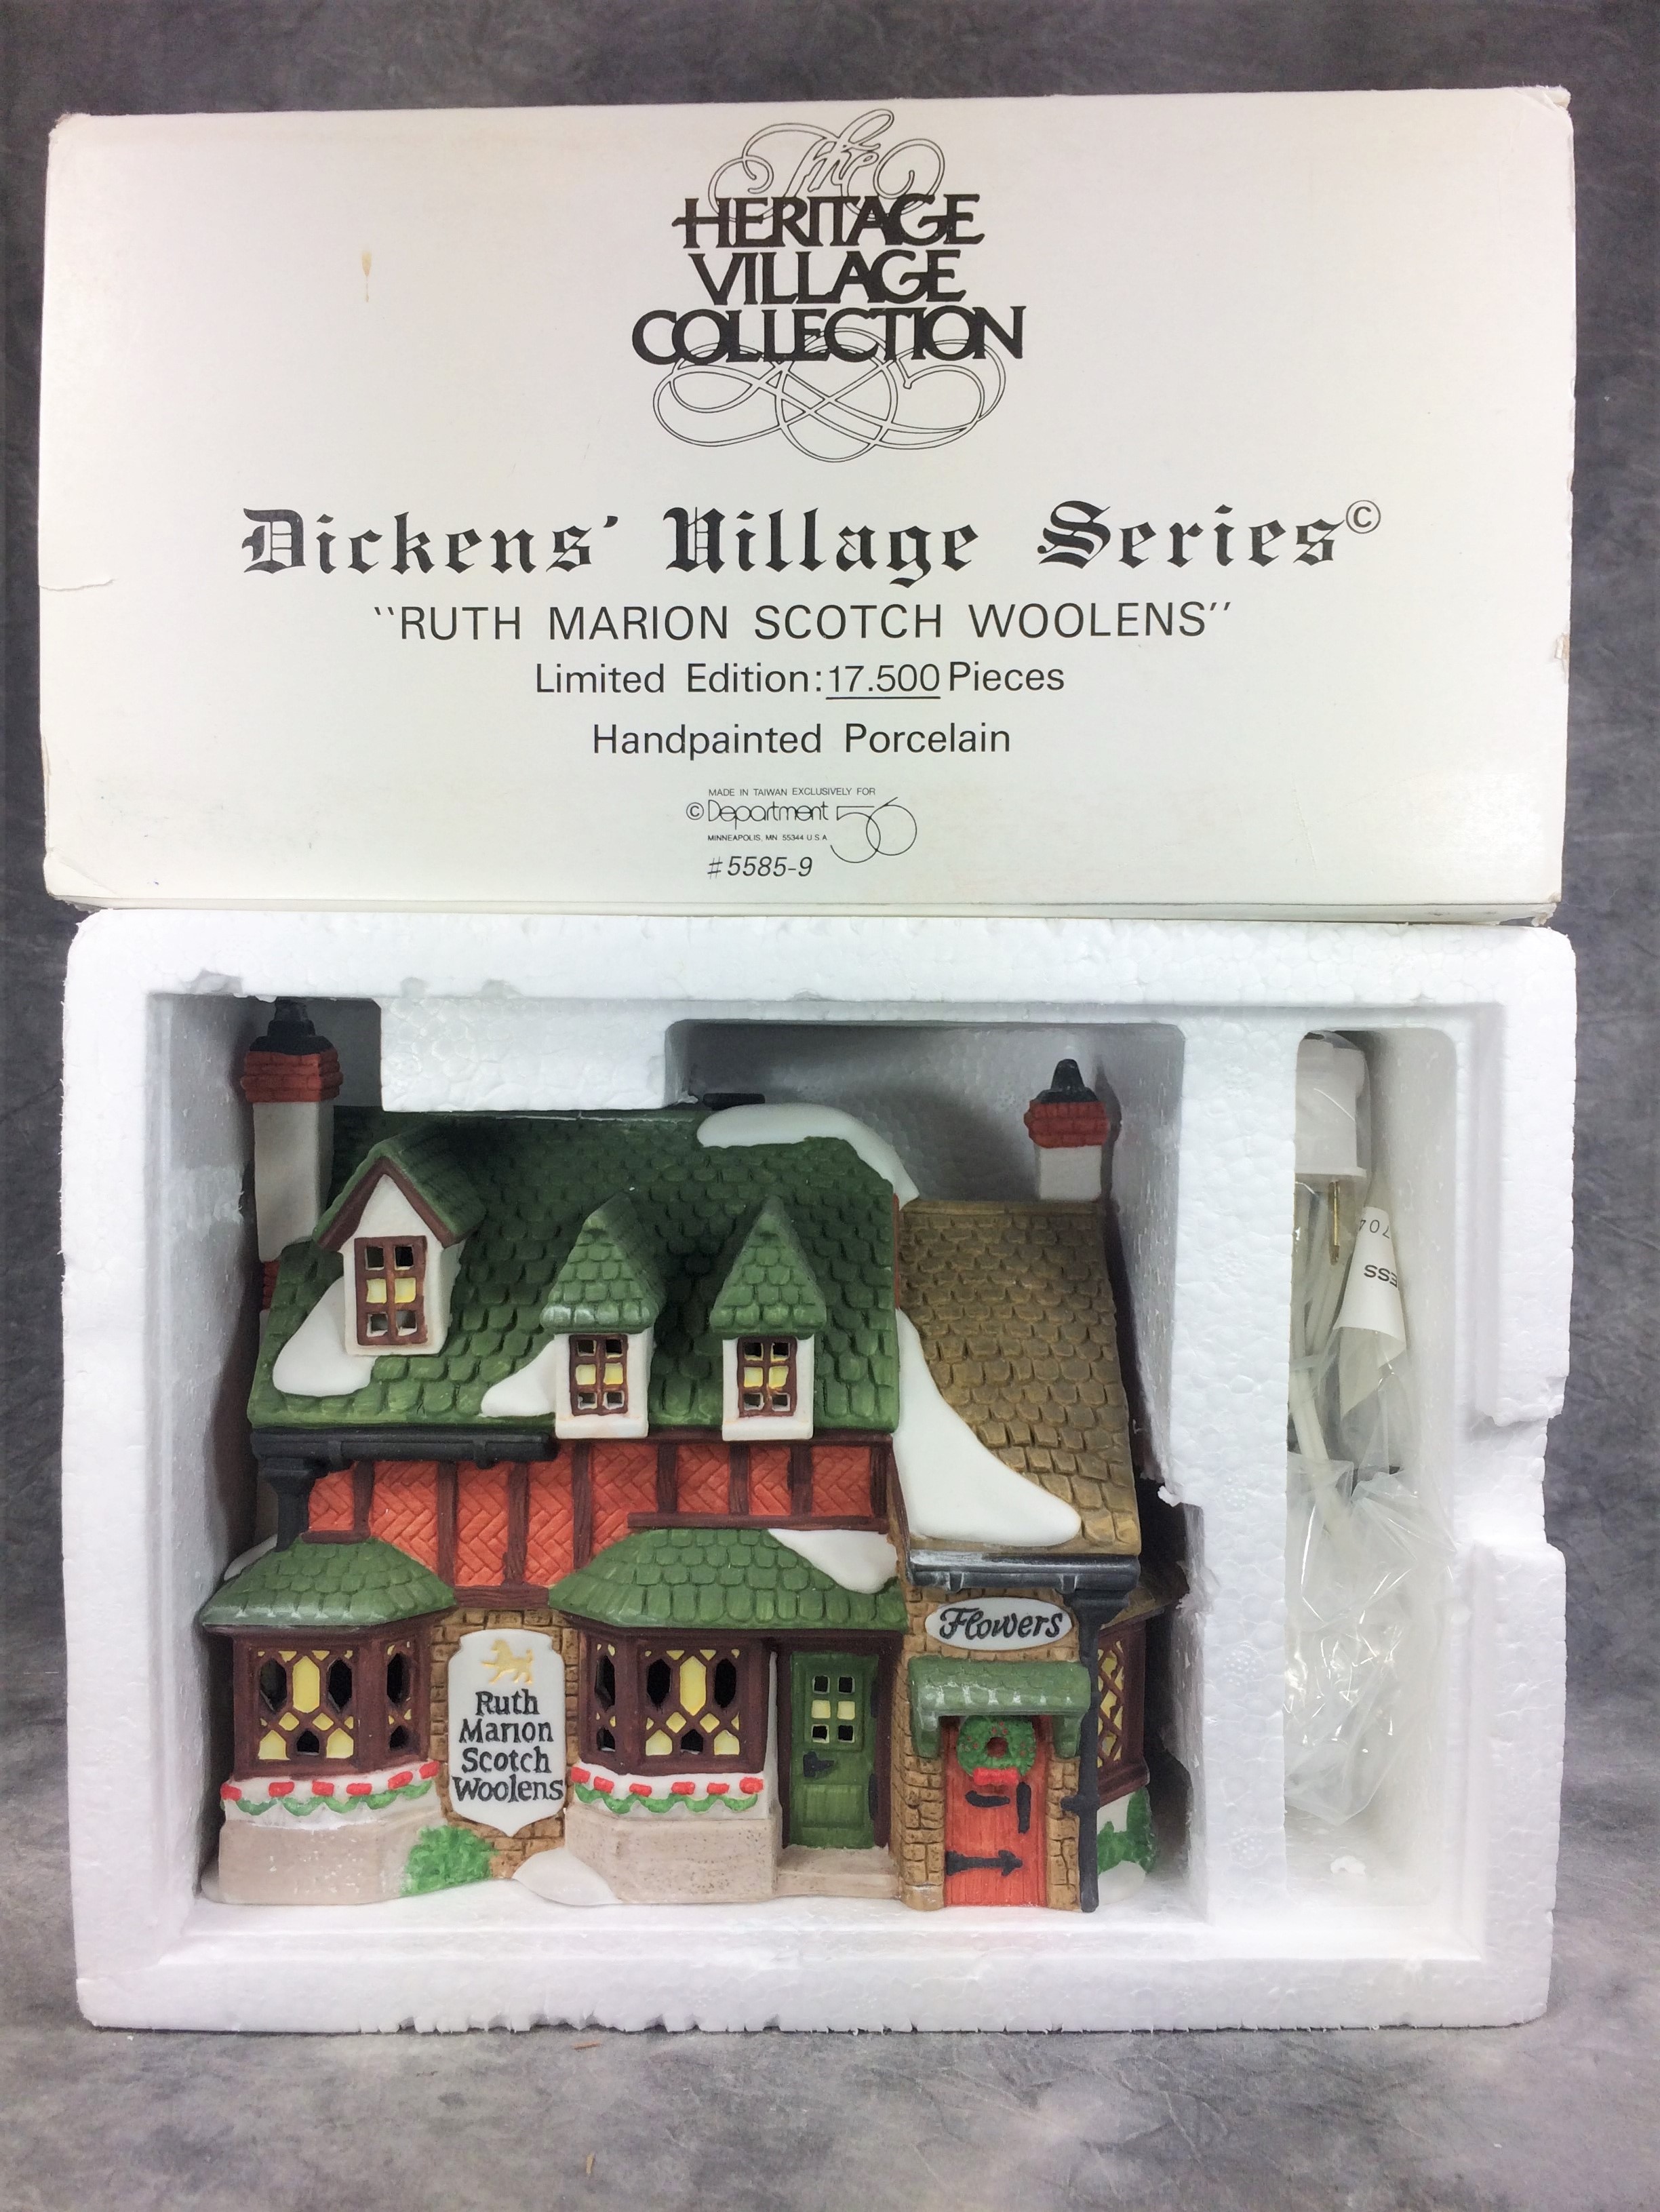 The
HERITAGE
VILLAGE
COLLECTION
Dickens' Village Series©
"RUTH MARION SCOTCH WOOLENS"
Limited Edition: 17.500 Pieces
Handpainted Porcelain
MADE IN TAIWAN EXCLUSIVELY FOR
© Department 56
MINNEAPOLIS, MN 55344 U.S.A.
#5585-9
Flowers
Ruth
Marion
Scotch
Woolens